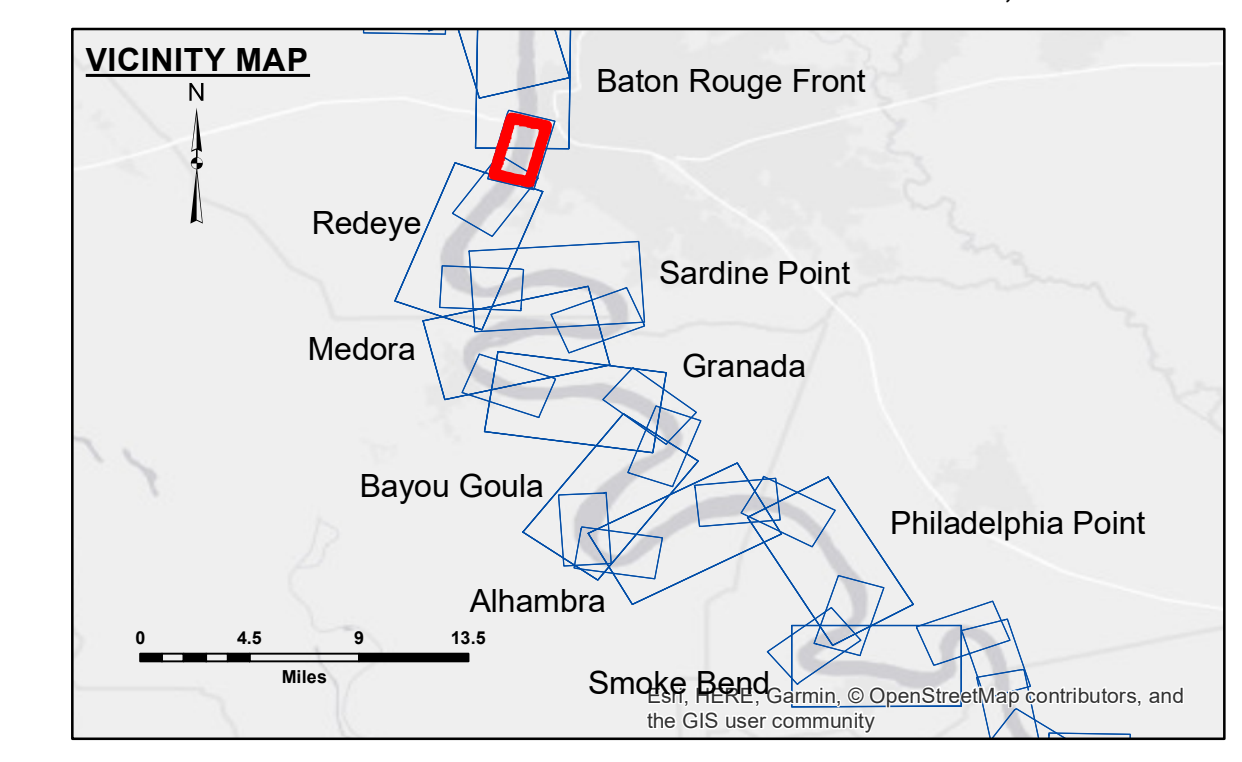 VICINITY MAP
N
Baton Rouge Front
Redeye
Sardine Point
Medora
Granada
Bayou Goula
Philadelphia Point
Alhambra
0 4.5 9 13.5
Miles
Smoke Bend
Esri, HERE, Garmin, © OpenStreetMap contributors, and
the GIS user community